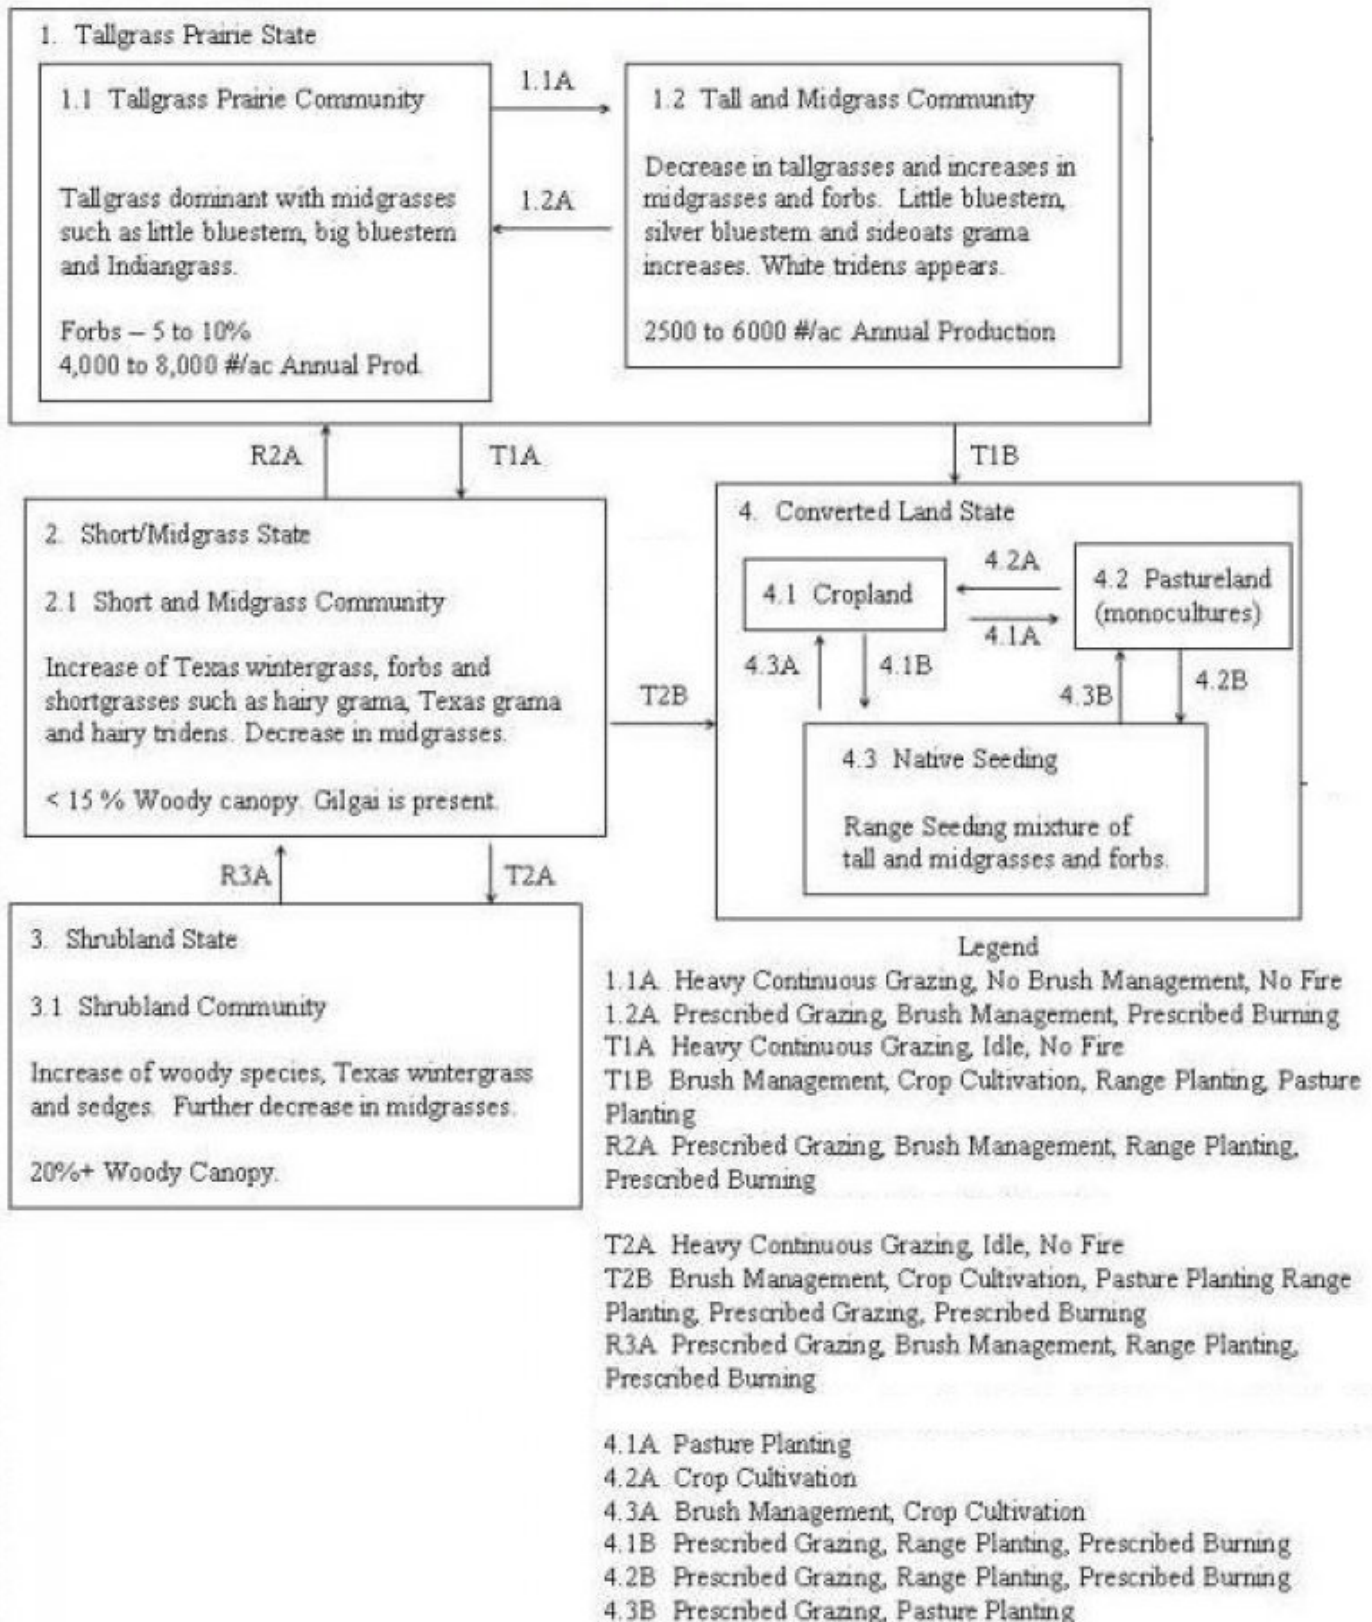 1. Tallgrass Prairie State
1.1 Tallgrass Prairie Community
Tallgrass dominant with midgrasses
such as little bluestem, big bluestem
and Indiangrass.
Forbs – 5 to 10%
4,000 to 8,000 #/ac Annual Prod.
1.1A
1.2A
1.2 Tall and Midgrass Community
Decrease in tallgrasses and increases in
midgrasses and forbs. Little bluestem,
silver bluestem and sideoats grama
increases. White tridens appears.
2500 to 6000 #/ac Annual Production
R2A
T1A
T1B
2. Short/Midgrass State
2.1 Short and Midgrass Community
Increase of Texas wintergrass, forbs and
shortgrasses such as hairy grama, Texas grama
and hairy tridens. Decrease in midgrasses.
< 15 % Woody canopy. Gilgai is present.
T2B
4. Converted Land State
4.1 Cropland
4.2A
4.1A
4.2 Pastureland
(monocultures)
4.3A
4.1B
4.3B
4.2B
4.3 Native Seeding
Range Seeding mixture of
tall and midgrasses and forbs.
R3A
T2A
3. Shrubland State
3.1 Shrubland Community
Increase of woody species, Texas wintergrass
and sedges. Further decrease in midgrasses.
20%+ Woody Canopy.
Legend
1.1A Heavy Continuous Grazing, No Brush Management, No Fire
1.2A Prescribed Grazing, Brush Management, Prescribed Burning
T1A Heavy Continuous Grazing, Idle, No Fire
T1B Brush Management, Crop Cultivation, Range Planting, Pasture
Planting
R2A Prescribed Grazing, Brush Management, Range Planting,
Prescribed Burning
T2A Heavy Continuous Grazing, Idle, No Fire
T2B Brush Management, Crop Cultivation, Pasture Planting Range
Planting, Prescribed Grazing, Prescribed Burning
R3A Prescribed Grazing, Brush Management, Range Planting,
Prescribed Burning
4.1A Pasture Planting
4.2A Crop Cultivation
4.3A Brush Management, Crop Cultivation
4.1B Prescribed Grazing, Range Planting, Prescribed Burning
4.2B Prescribed Grazing, Range Planting, Prescribed Burning
4.3B Prescribed Grazing, Pasture Planting